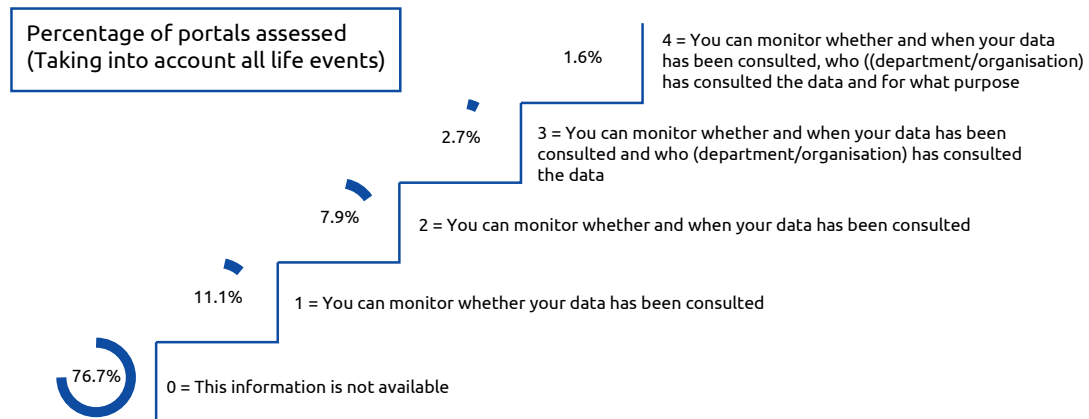 Percentage of portals assessed
(Taking into account all life events)
1.6%
4 = You can monitor whether and when your data
has been consulted, who ((department/organisation)
has consulted the data and for what purpose
2.7%
3 = You can monitor whether and when your data has been
consulted and who (department/organisation) has consulted
the data
7.9%
2 = You can monitor whether and when your data has been consulted
11.1%
1 = You can monitor whether your data has been consulted
76.7%
0 = This information is not available